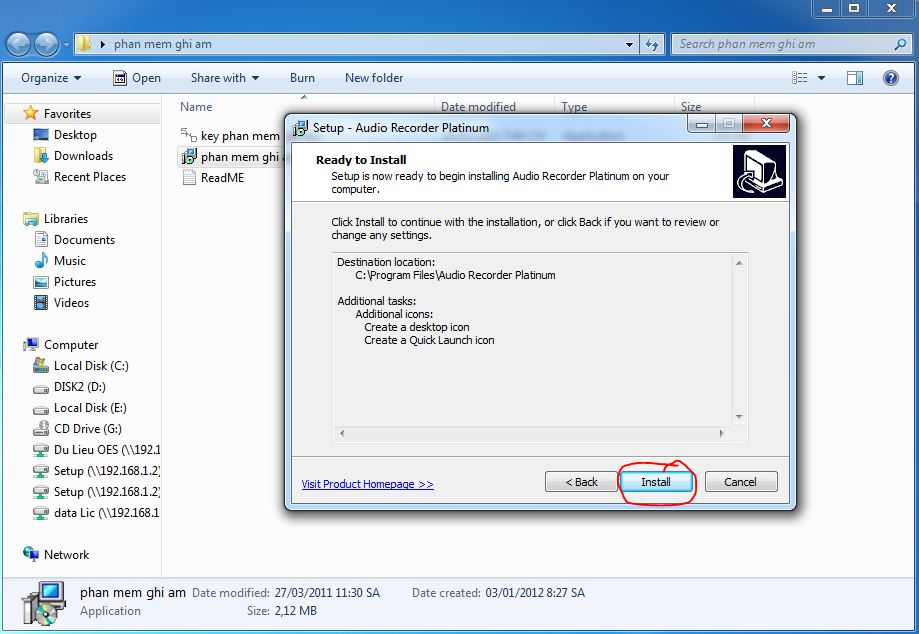 phan mem ghi am
Search phan mem ghi am
Organize
Open
Share with
Burn
New folder
Name
Date modified
Type
Size
Favorites
Desktop
Downloads
Recent Places
Libraries
Documents
Music
Pictures
Videos
Computer
Local Disk (C:)
DISK2 (D:)
Local Disk (E:)
CD Drive (G:)
Du Lieu OES (\\192.1
Setup (\\192.168.1.2)
Setup (\\192.168.1.2)
data Lic (\\192.168.1
Network
key phan mem
phan mem ghi
ReadME
Setup - Audio Recorder Platinum
Ready to Install
Setup is now ready to begin installing Audio Recorder Platinum on your
computer.
Click Install to continue with the installation, or click Back if you want to review or
change any settings.
Destination location:
C:\Program Files\Audio Recorder Platinum
Additional tasks:
Additional icons:
Create a desktop icon
Create a Quick Launch icon
Visit Product Homepage >>
< Back
Install
Cancel
phan mem ghi am Date modified: 27/03/2011 11:30 SA Date created: 03/01/2012 8:27 SA
Application Size: 2,12 MB